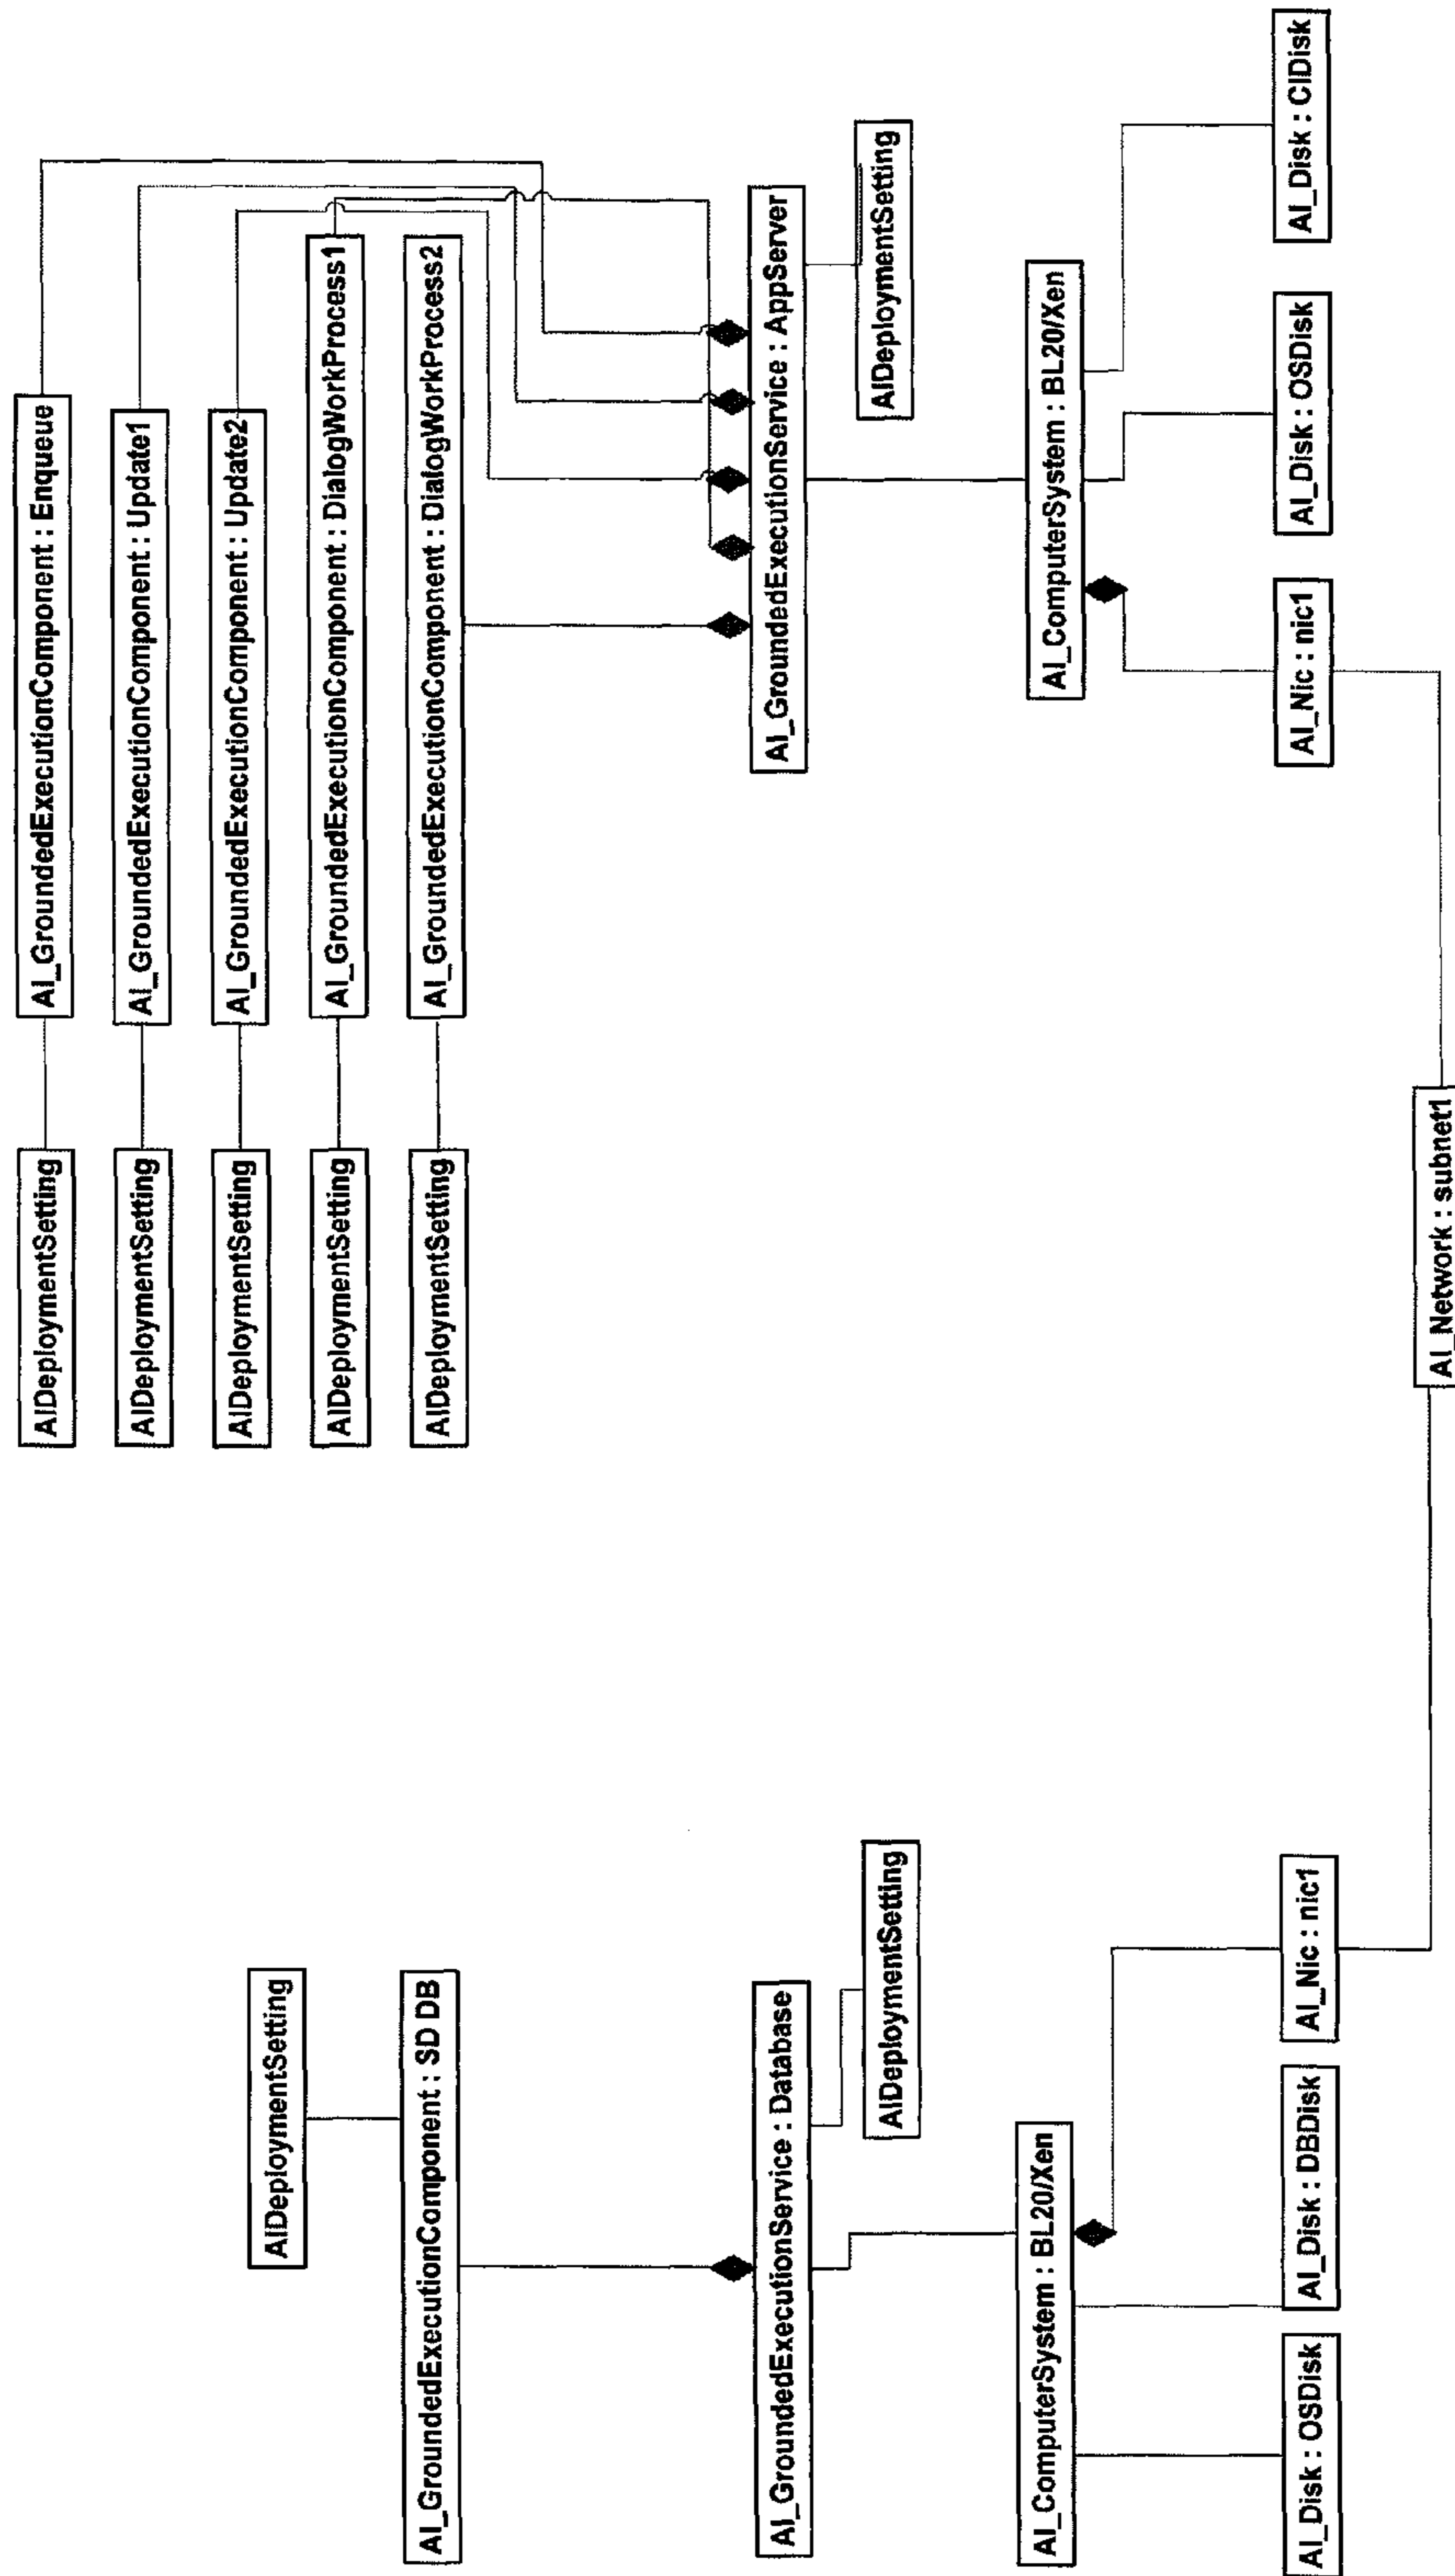 AIDeploymentSetting
AI_GroundedExecutionComponent : Enqueue
AIDeploymentSetting
AI_GroundedExecutionComponent : Update1
AIDeploymentSetting
AI_GroundedExecutionComponent : Update2
AIDeploymentSetting
AI_GroundedExecutionComponent : DialogWorkProcess1
AIDeploymentSetting
AI_GroundedExecutionComponent : DialogWorkProcess2
AIDeploymentSetting
AI_GroundedExecutionComponent : SD DB
AI_GroundedExecutionService : Database
AI_GroundedExecutionService : AppServer
AIDeploymentSetting
AIDeploymentSetting
AI_ComputerSystem : BL20/Xen
AI_ComputerSystem : BL20/Xen
AI_Disk : OSDisk
AI_Disk : DBDisk
AI_Nic : nic1
AI_Nic : nic1
AI_Disk : OSDisk
AI_Disk : CIDisk
AI_Network : subnet1